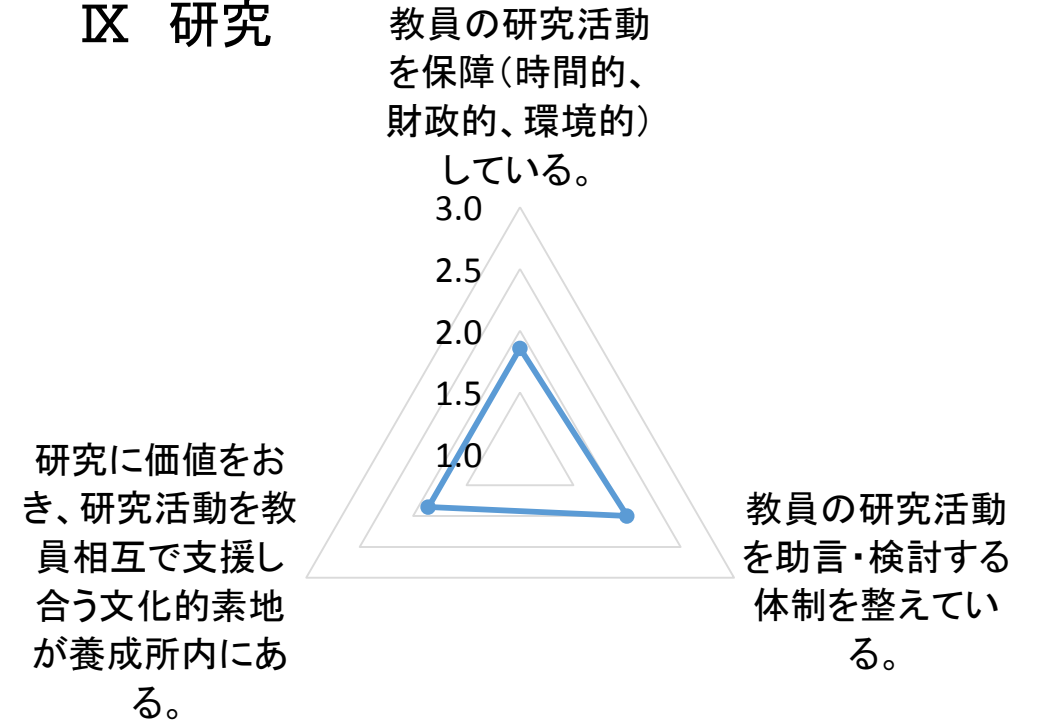 Ⅸ 研究
教員の研究活動
を保障(時間的、
財政的、環境的)
している。
3.0
2.5
2.0
1.5
1.0
教員の研究活動
を助言・検討する
体制を整えてい
る。
研究に価値をお
き、研究活動を教
員相互で支援し
合う文化的素地
が養成所内にあ
る。